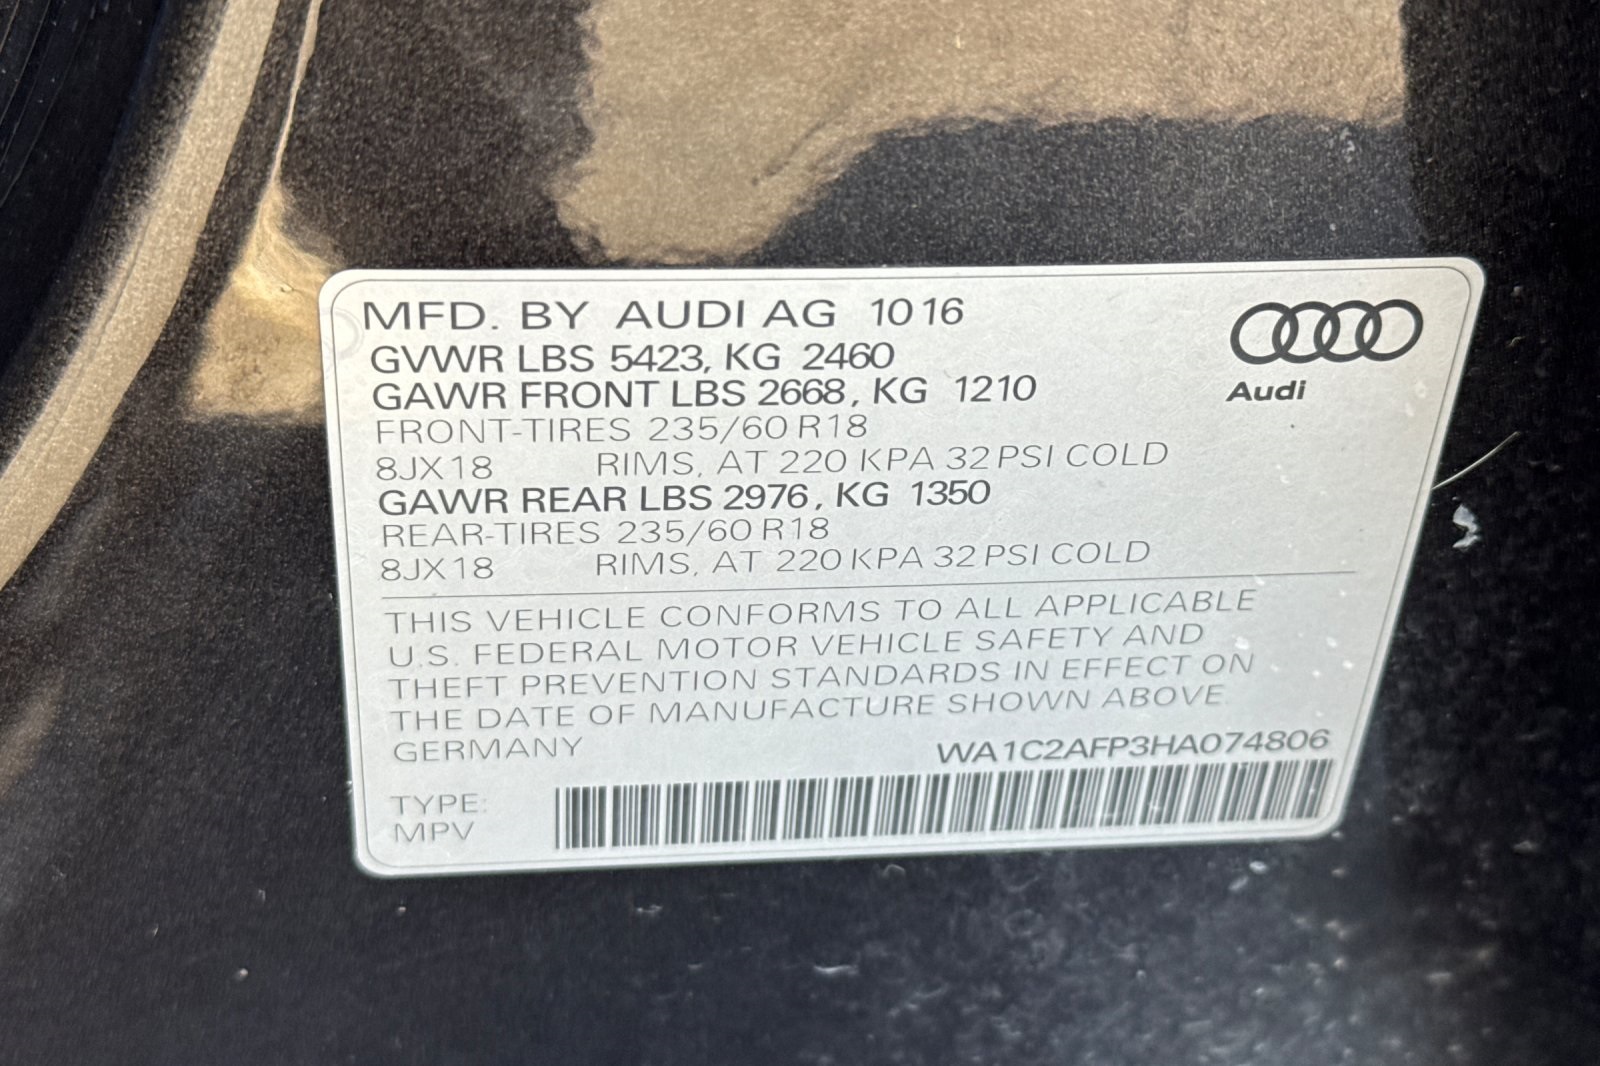 MFD. BY AUDI AG 10 16
GVWR LBS 5423, KG 2460
GAWR FRONT LBS 2668, KG 1210
FRONT-TIRES 235/60 R18
8JX18 RIMS, AT 220 KPA 32 PSI COLD
GAWR REAR LBS 2976, KG 1350
REAR-TIRES 235/60 R18
8JX18 RIMS, AT 220 KPA 32 PSI COLD
Audi
THIS VEHICLE CONFORMS TO ALL APPLICABLE
U.S. FEDERAL MOTOR VEHICLE SAFETY AND
THEFT PREVENTION STANDARDS IN EFFECT ON
THE DATE OF MANUFACTURE SHOWN ABOVE.
GERMANY WA1C2AFP3HA074806
TYPE:
MPV